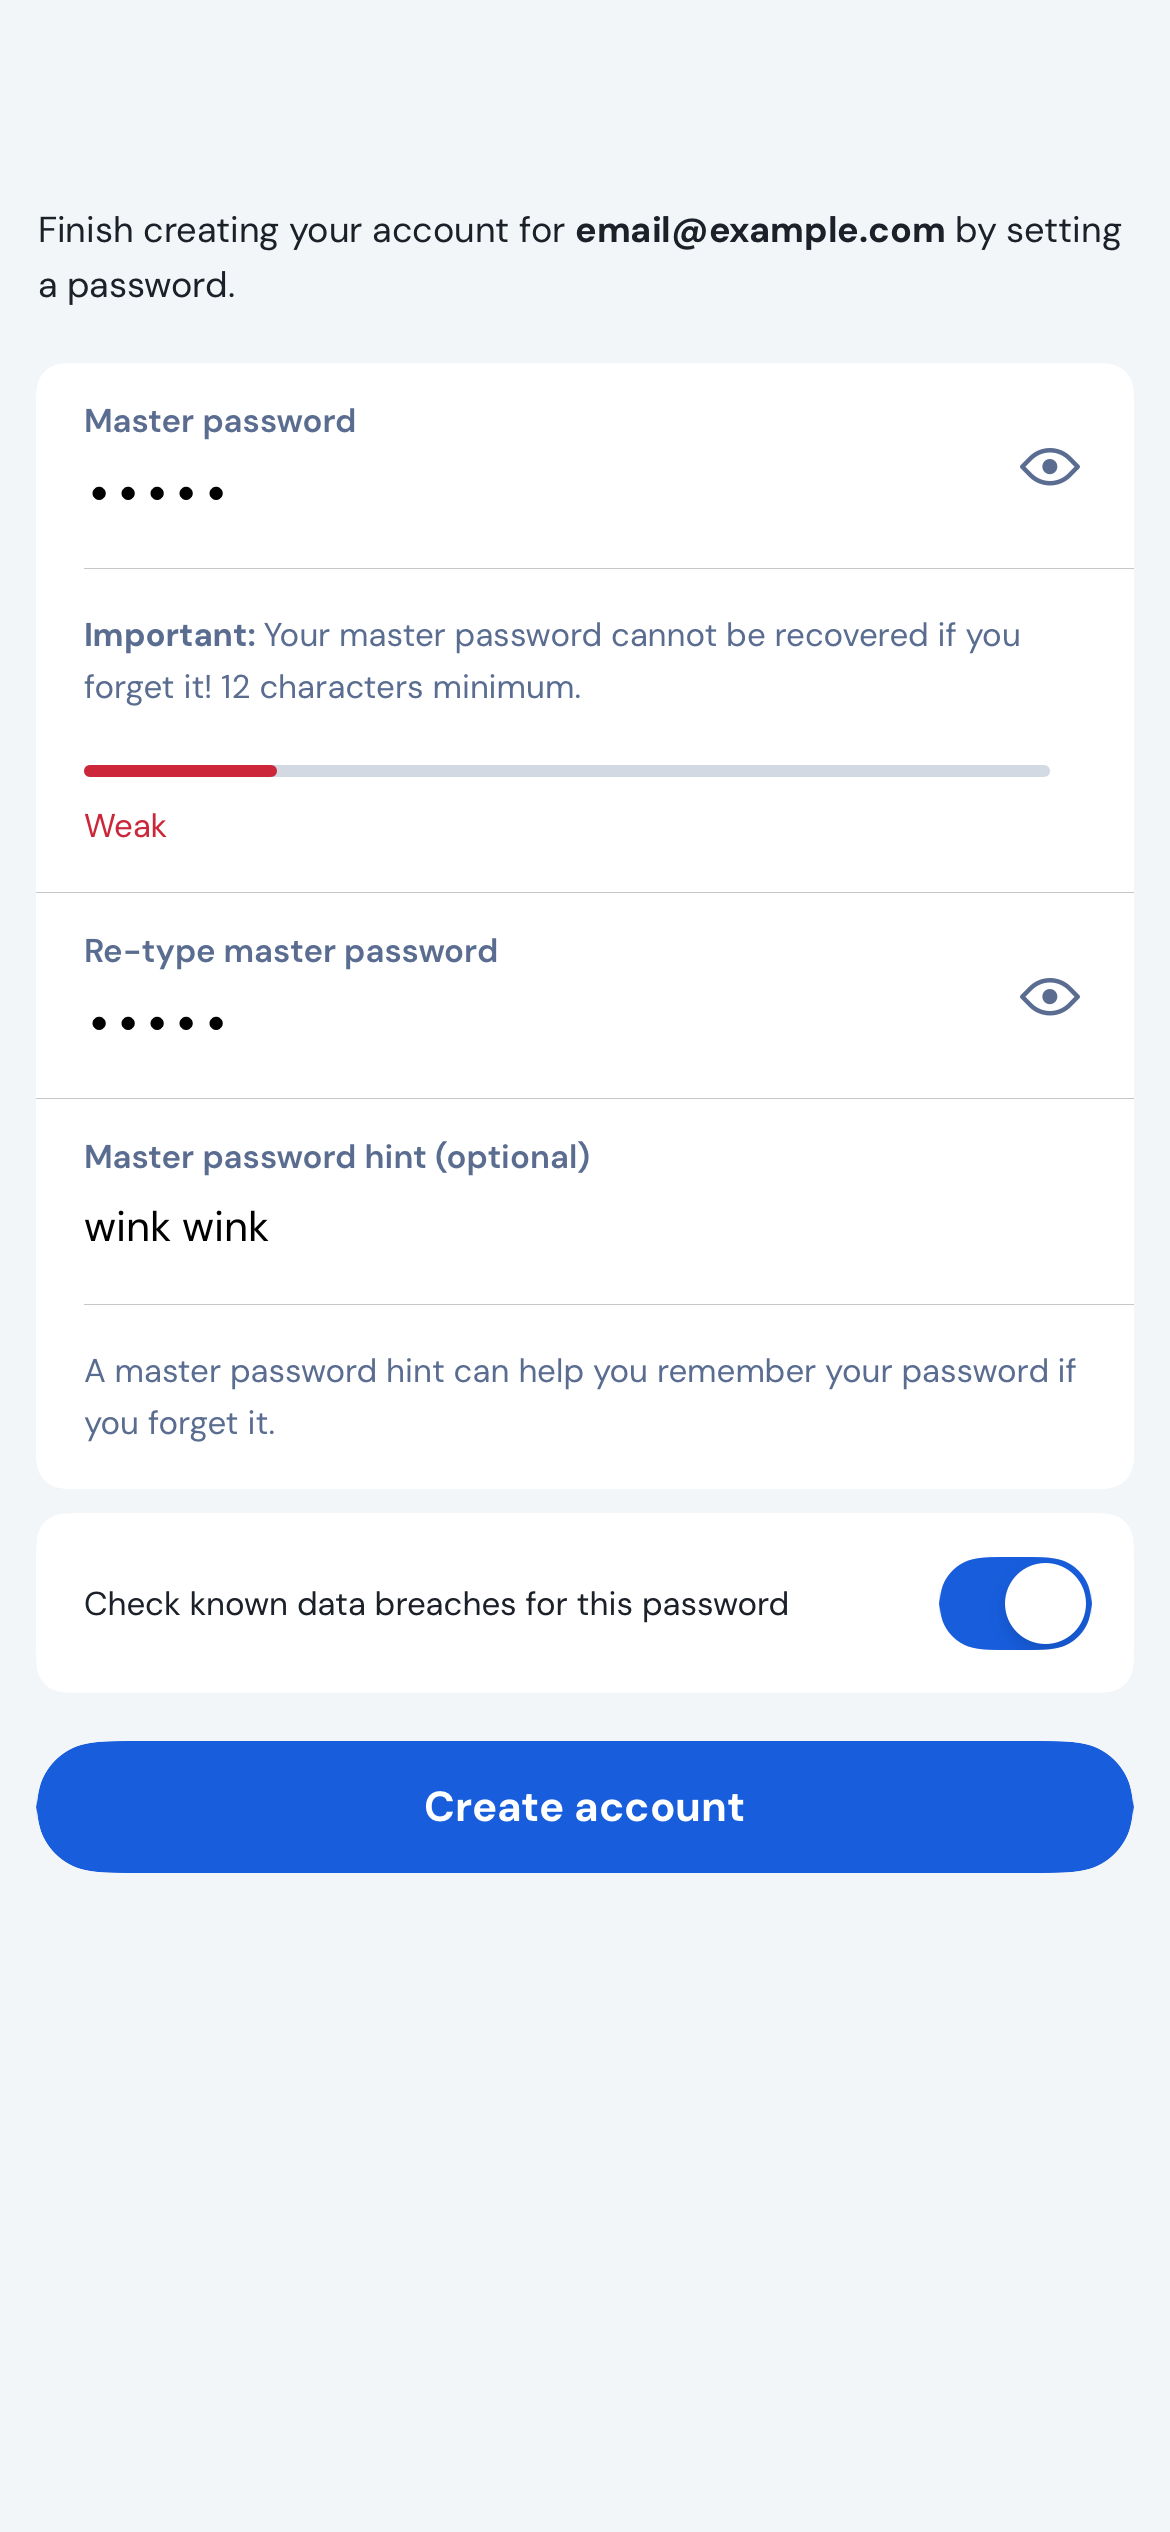 Finish creating your account for email@example.com by setting
a password.
Master password
•••••
Important: Your master password cannot be recovered if you
forget it! 12 characters minimum.
Weak
Re-type master password
•••••
Master password hint (optional)
wink wink
A master password hint can help you remember your password if
you forget it.
Check known data breaches for this password
Create account